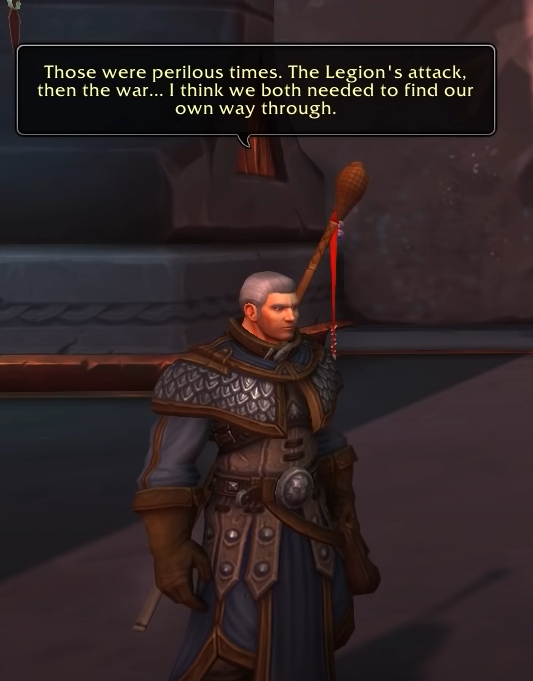 Those were perilous times. The Legion's attack,
then the war... I think we both needed to find our
own way through.